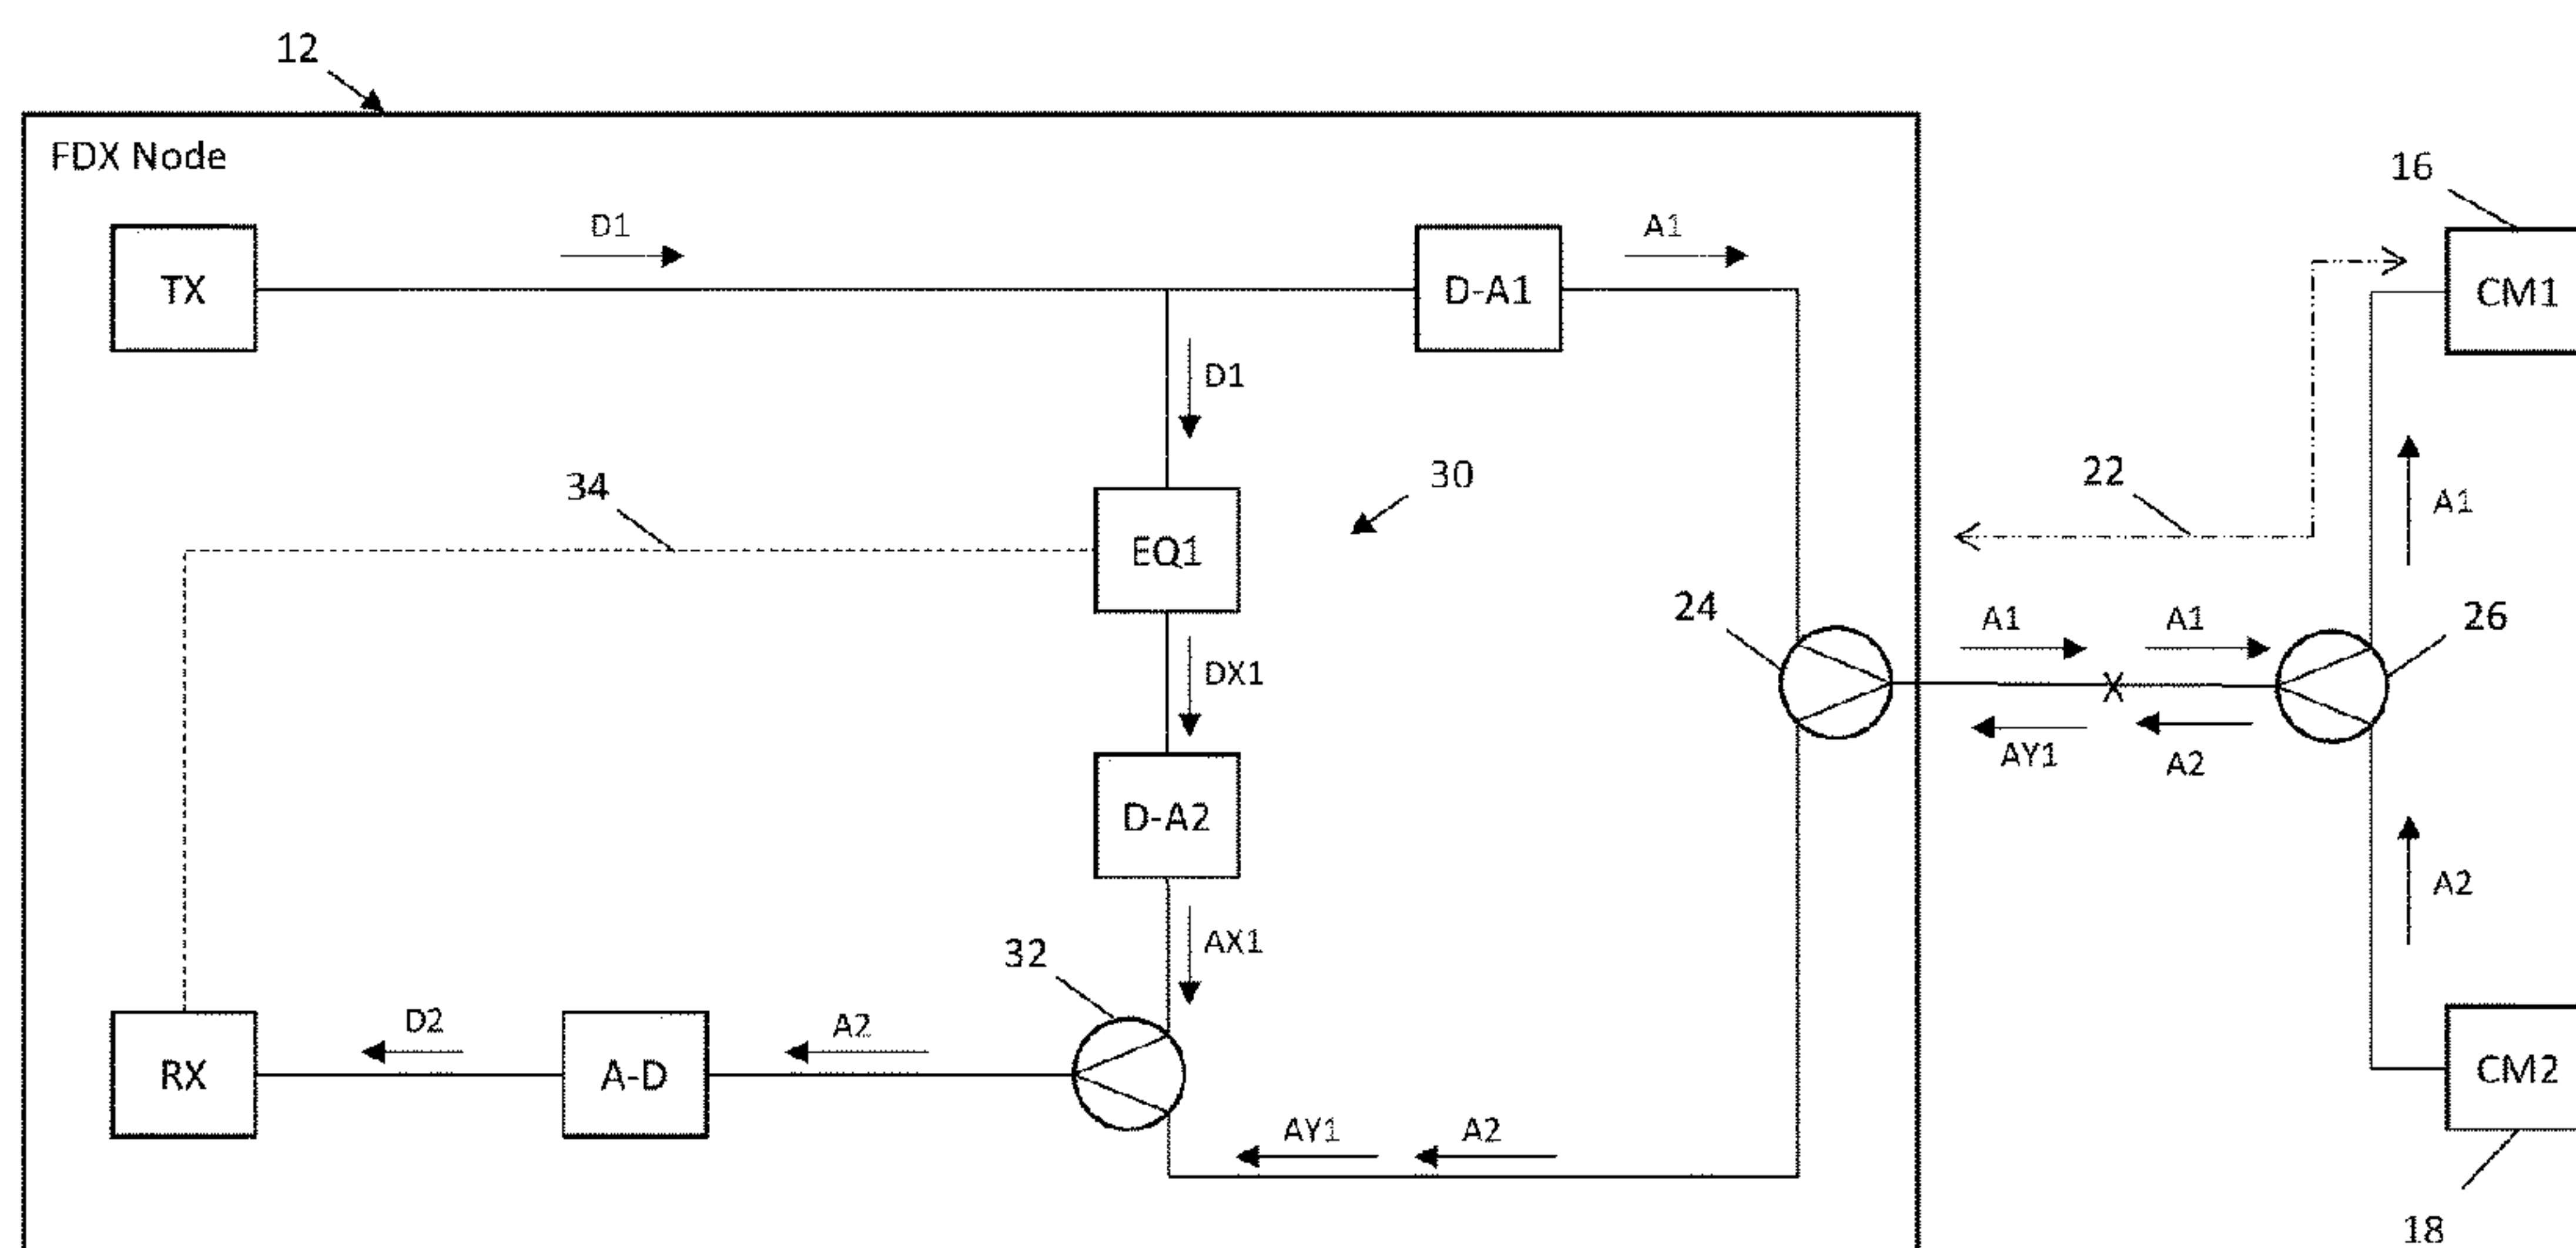 12
FDX Node
16
TX
D1
D-A1
A1
CM1
D1
34
EQ1
30
22
A1
DX1
24
A1
A1
26
X
AY1
A2
D-A2
A2
32
AX1
RX
D2
A-D
A2
AY1
A2
CM2
18